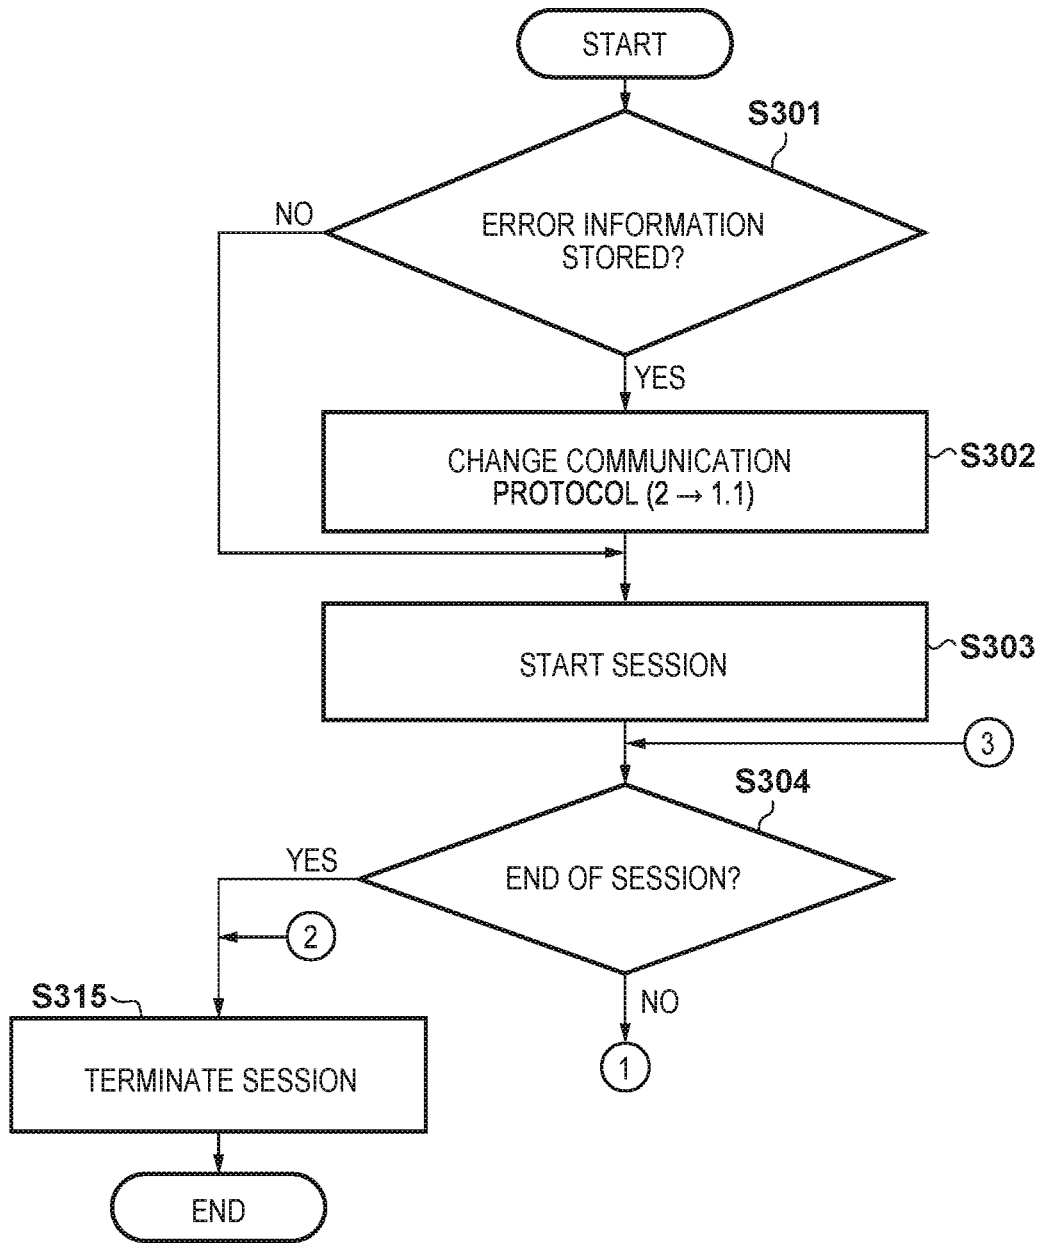 START
S301
NO
ERROR INFORMATION
STORED?
YES
CHANGE COMMUNICATION
PROTOCOL (2 → 1.1)
S302
START SESSION
S303
3
S304
YES
END OF SESSION?
2
S315
NO
TERMINATE SESSION
1
END